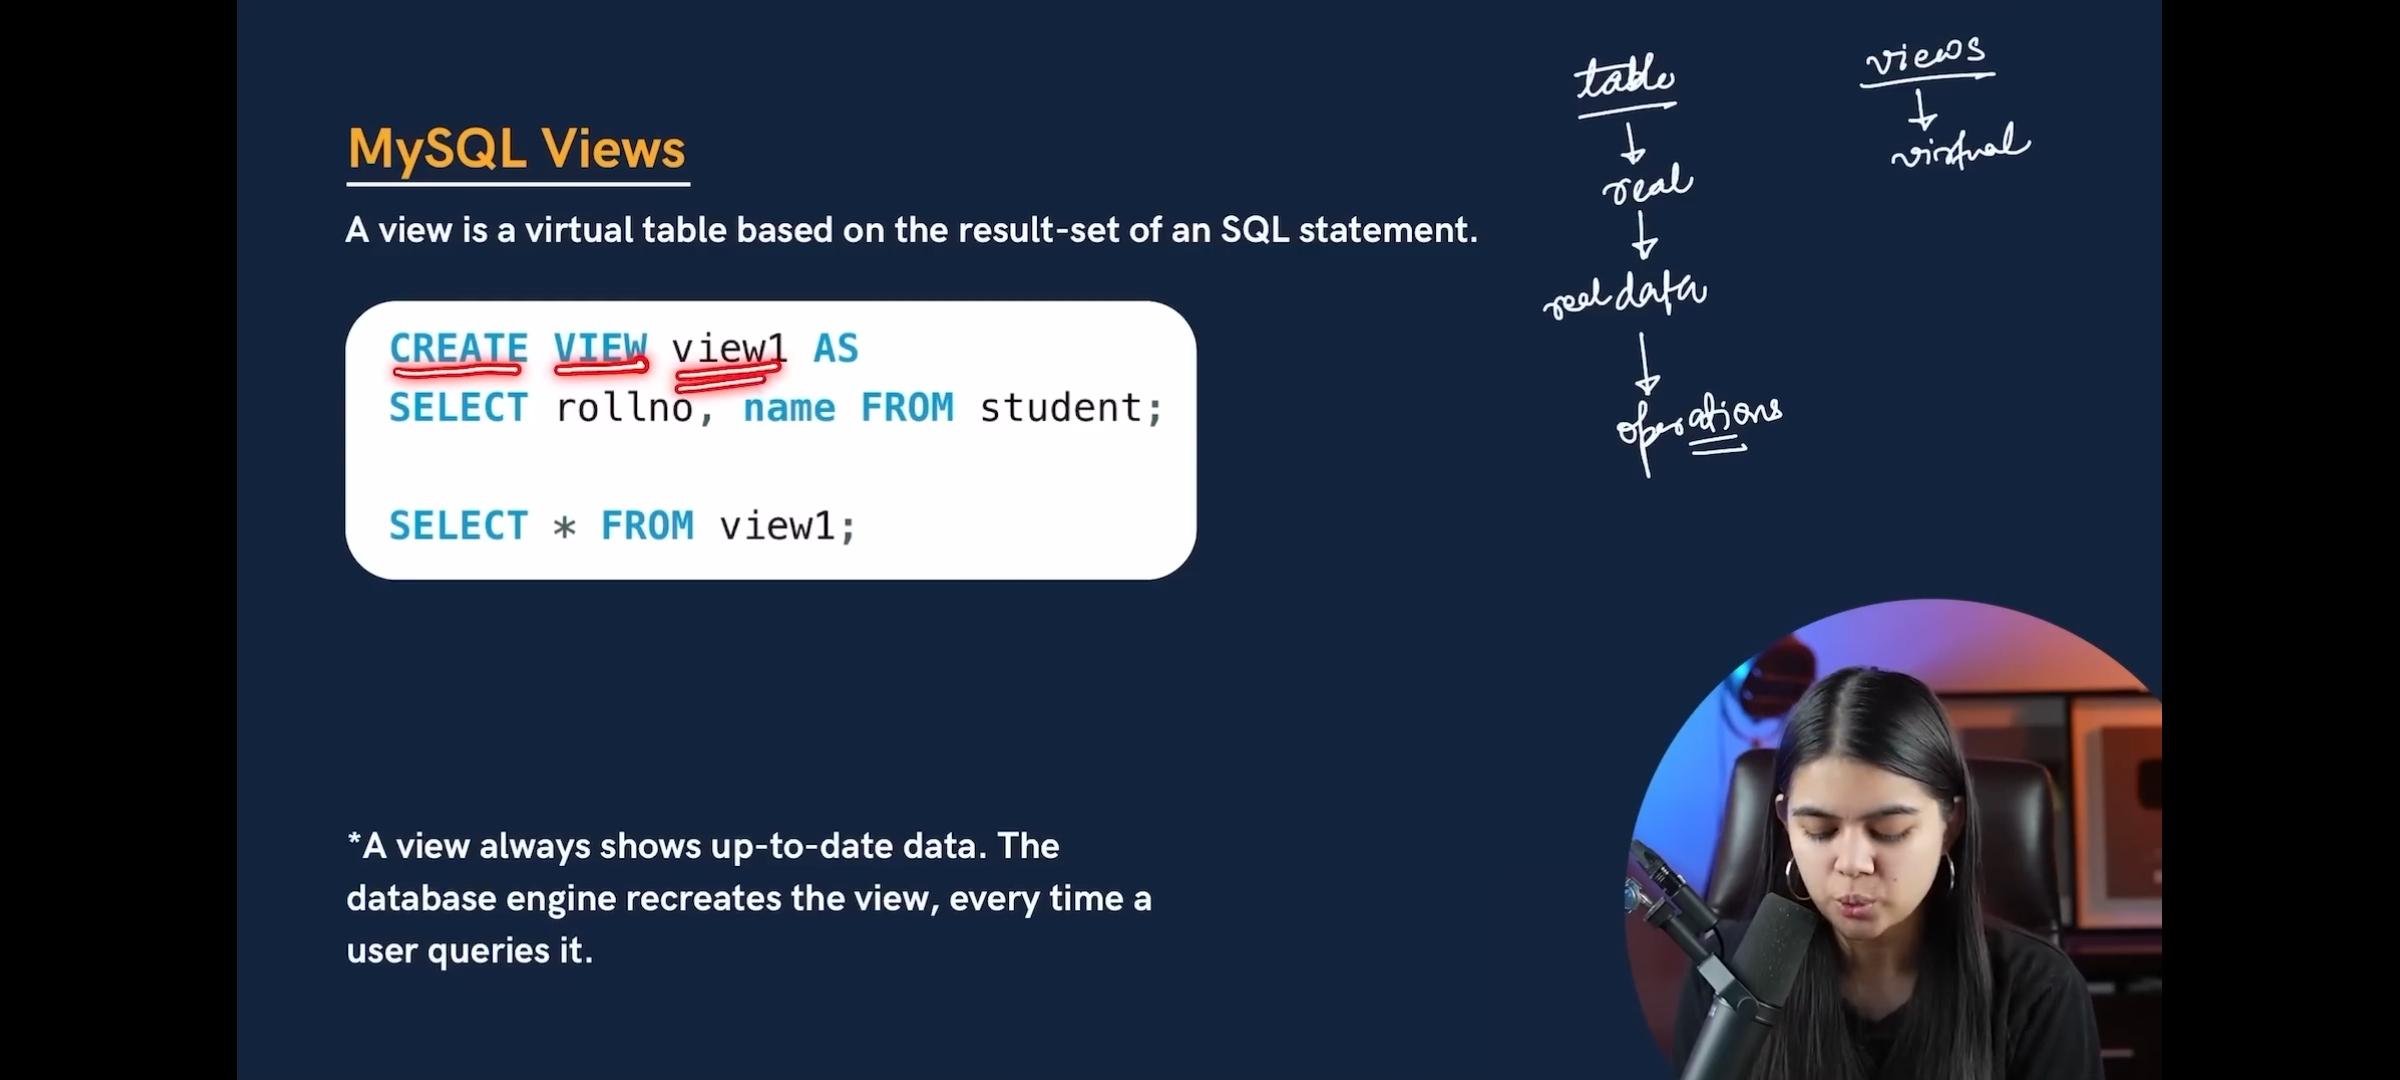 MySQL Views
A view is a virtual table based on the result-set of an SQL statement.
CREATE VIEW view1 AS
SELECT rollno, name FROM student;
SELECT * FROM view1;
*A view always shows up-to-date data. The
database engine recreates the view, every time a
user queries it.
table
real
real data
operations
views
virtual